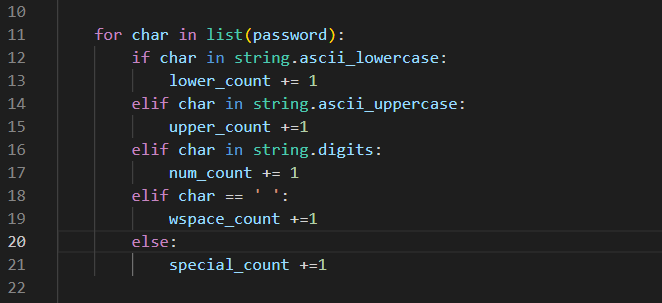 10
11 for char in list(password):
12 if char in string.ascii_lowercase:
13 lower_count += 1
14 elif char in string.ascii_uppercase:
15 upper_count +=1
16 elif char in string.digits:
17 num_count += 1
18 elif char == ' ':
19 wspace_count +=1
20 else:
21 special_count +=1
22